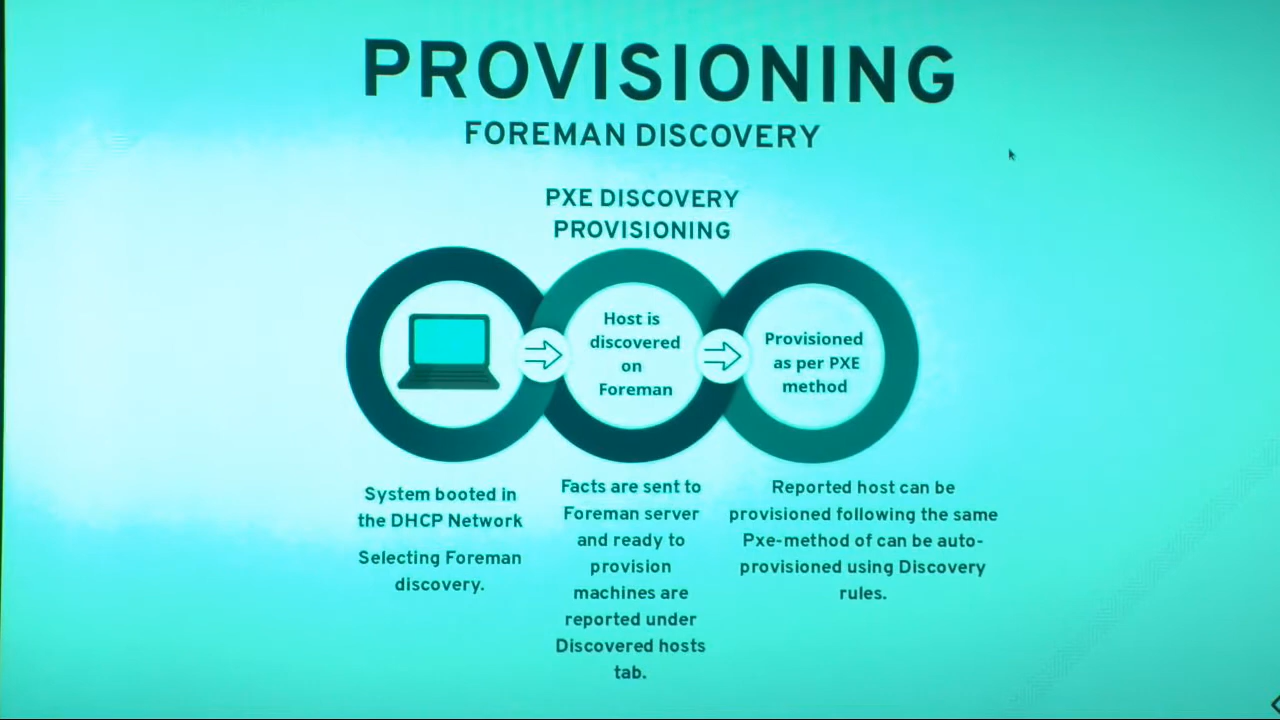 PROVISIONING
FOREMAN DISCOVERY
PXE DISCOVERY
PROVISIONING
Host is
discovered
on
Foreman
Provisioned
as per PXE
method
System booted in
the DHCP Network
Selecting Foreman
discovery.
Facts are sent to
Foreman server
and ready to
provision
machines are
reported under
Discovered hosts
tab.
Reported host can be
provisioned following the same
Pxe-method of can be auto-
provisioned using Discovery
rules.